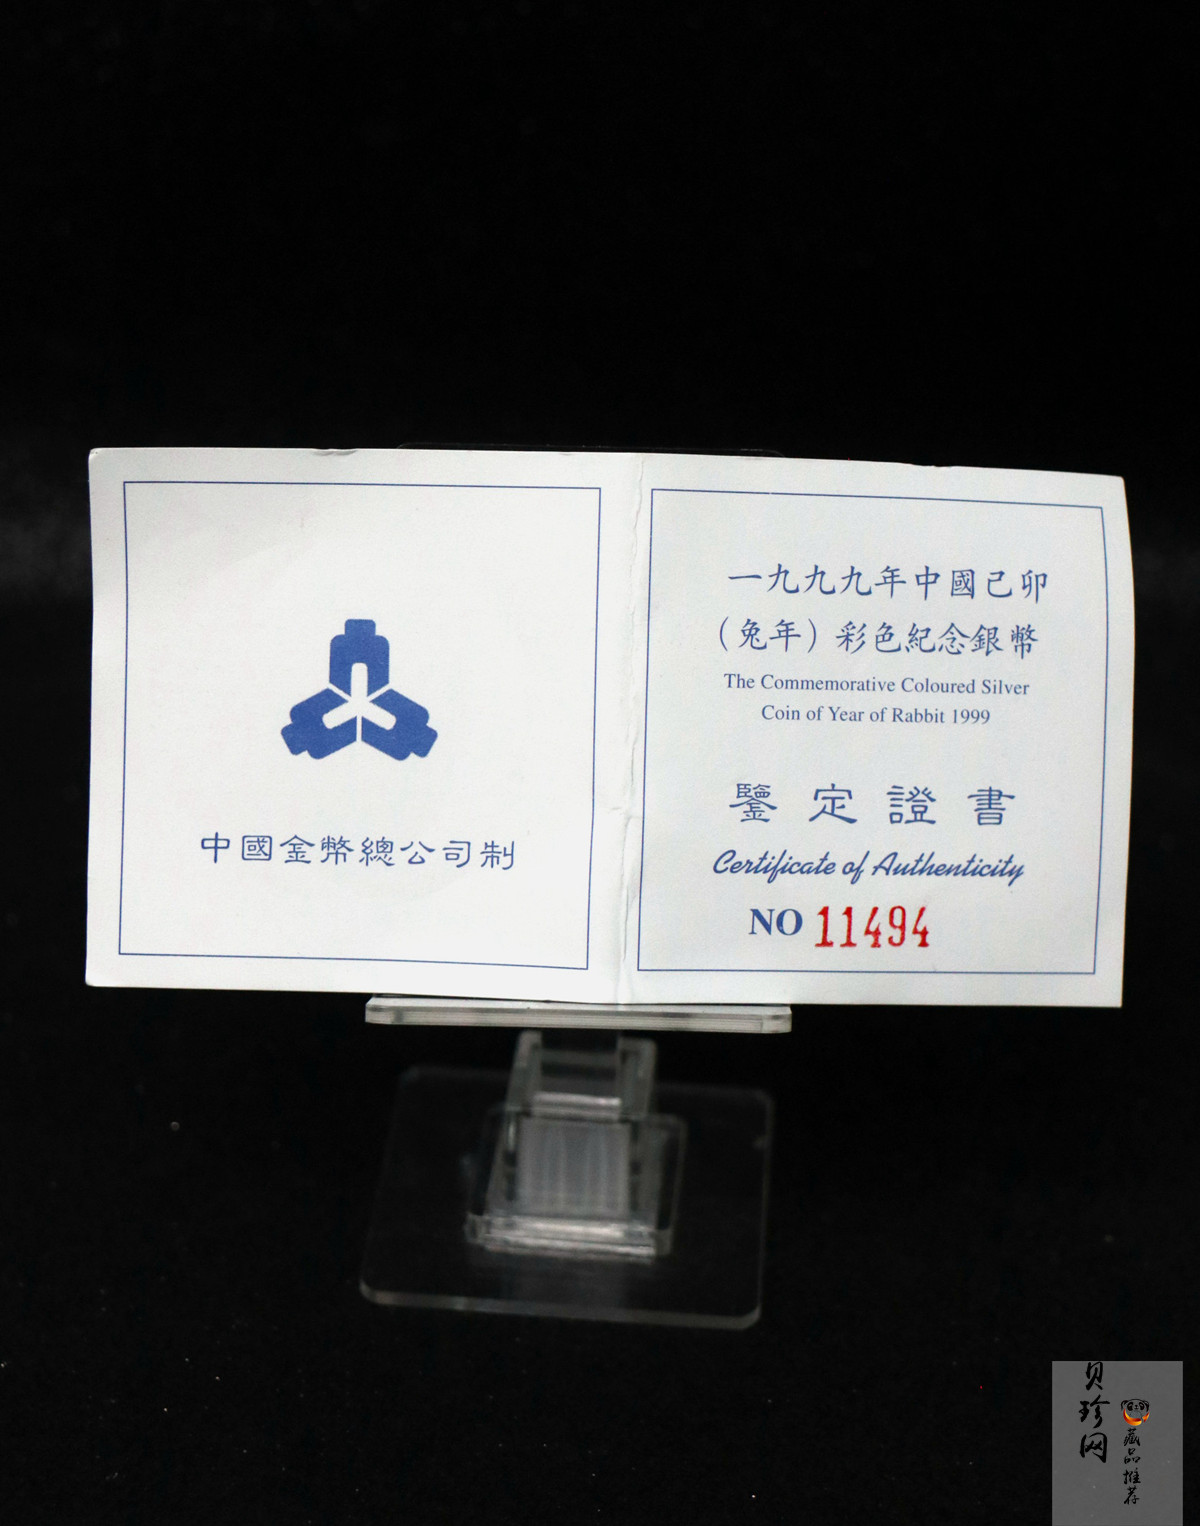 中國金幣總公司制
一九九九年中國己卯
（兔年）彩色紀念銀幣
The Commemorative Coloured Silver
Coin of Year of Rabbit 1999
鑒定證書
Certificate of Authenticity
NO 11494
贝珍网
藏品推荐